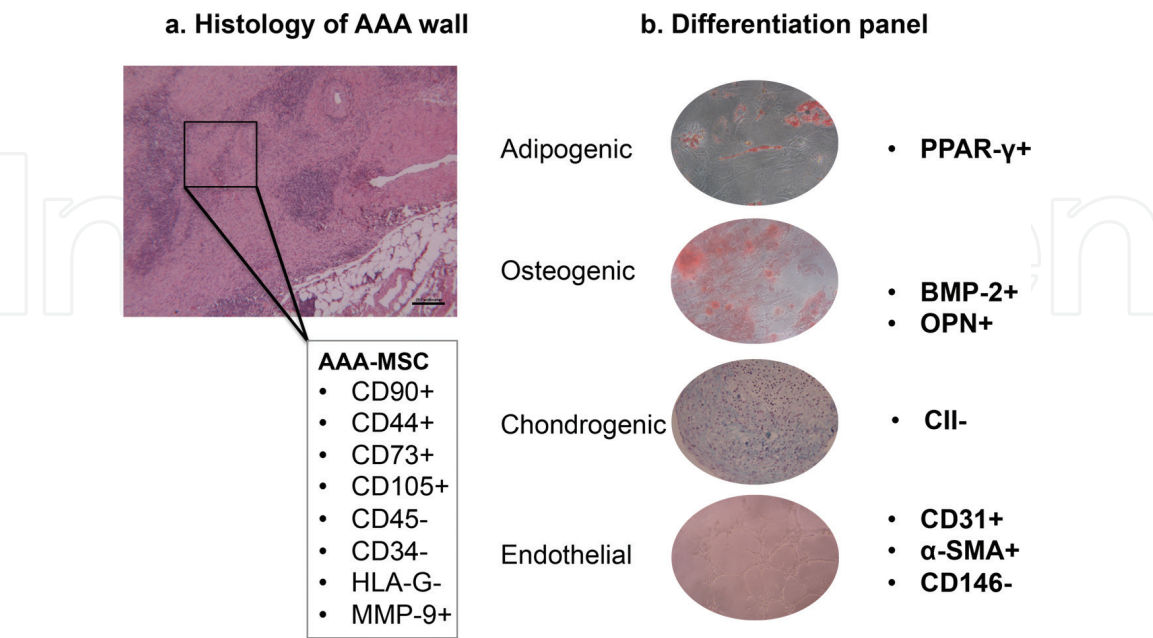 a. Histology of AAA wall
AAA-MSC
• CD90+
• CD44+
• CD73+
• CD105+
• CD45-
• CD34-
• HLA-G-
• MMP-9+
b. Differentiation panel
Adipogenic
• PPAR-γ+
Osteogenic
• BMP-2+
• OPN+
Chondrogenic
• CII-
Endothelial
• CD31+
• α-SMA+
• CD146-